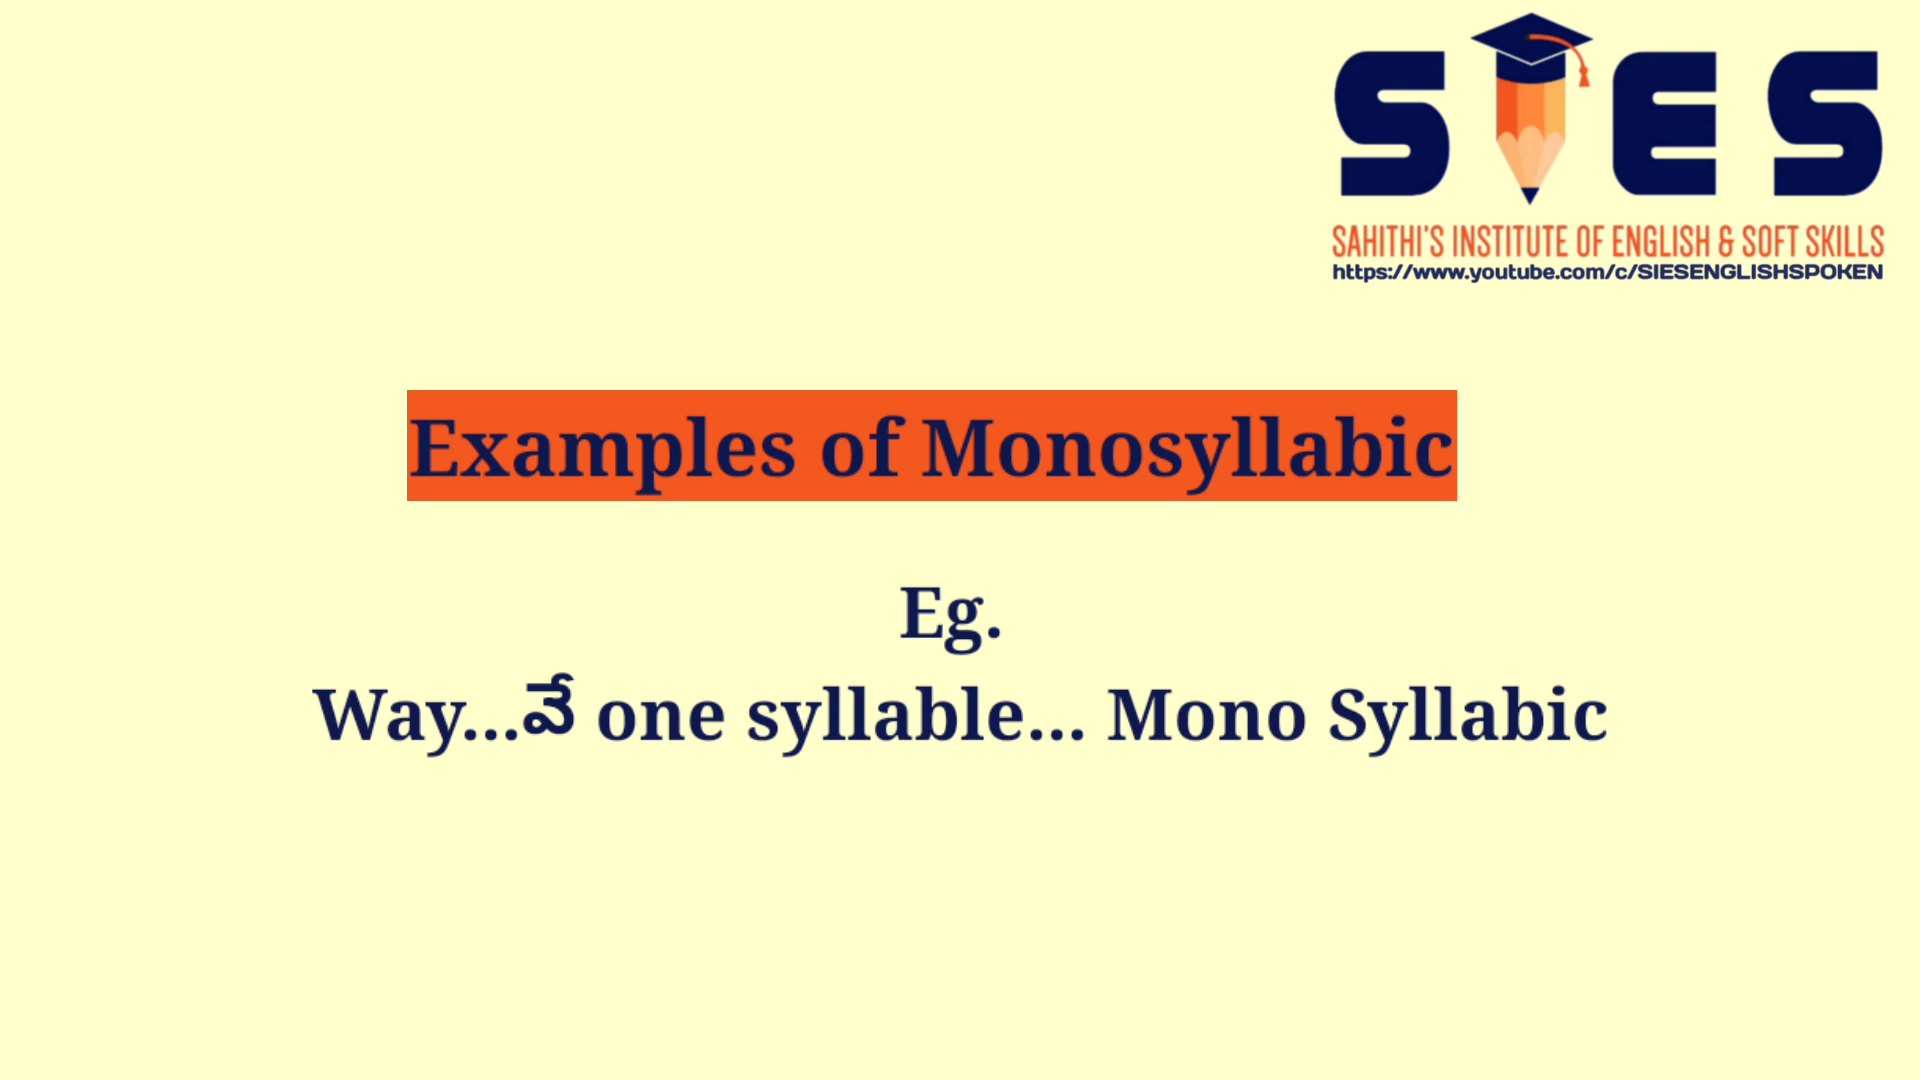 SIES
SAHITHI'S INSTITUTE OF ENGLISH & SOFT SKILLS
https://www.youtube.com/c/SIESENGLISHSPOKEN
Examples of Monosyllabic
Eg.
Way...వే one syllable... Mono Syllabic